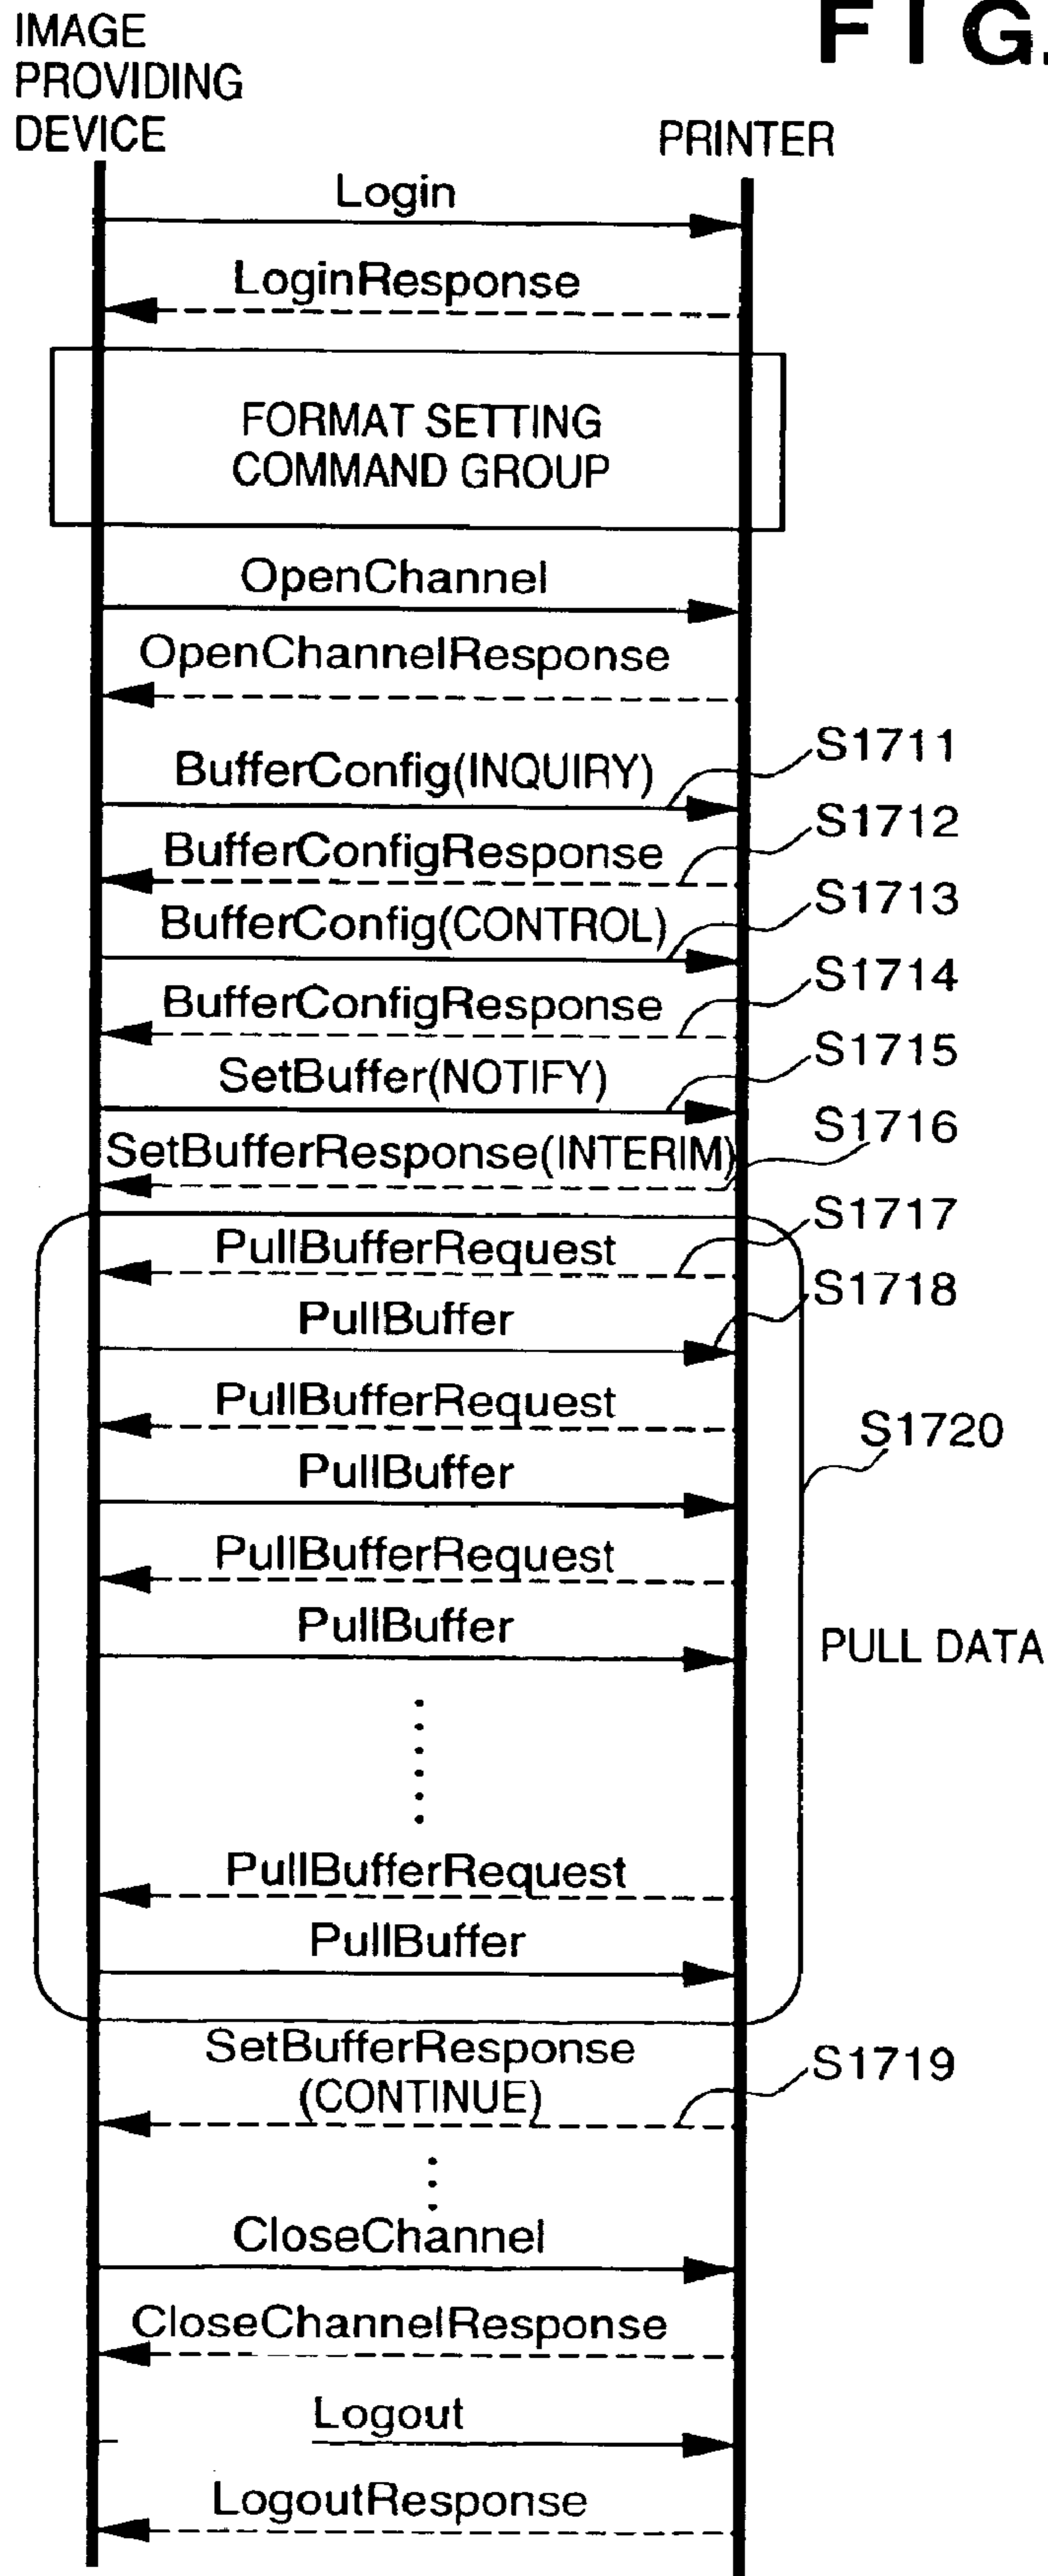 FIG.
IMAGE
PROVIDING
DEVICE
PRINTER
Login
LoginResponse
FORMAT SETTING
COMMAND GROUP
OpenChannel
OpenChannelResponse
S1711
BufferConfig(INQUIRY)
S1712
BufferConfigResponse
S1713
BufferConfig(CONTROL)
S1714
BufferConfigResponse
S1715
SetBuffer(NOTIFY)
S1716
SetBufferResponse(INTERIM)
S1717
PullBufferRequest
S1718
PullBuffer
PullBufferRequest
S1720
PullBuffer
PullBufferRequest
PullBuffer
PULL DATA
PullBufferRequest
PullBuffer
SetBufferResponse
(CONTINUE)
S1719
CloseChannel
CloseChannelResponse
Logout
LogoutResponse